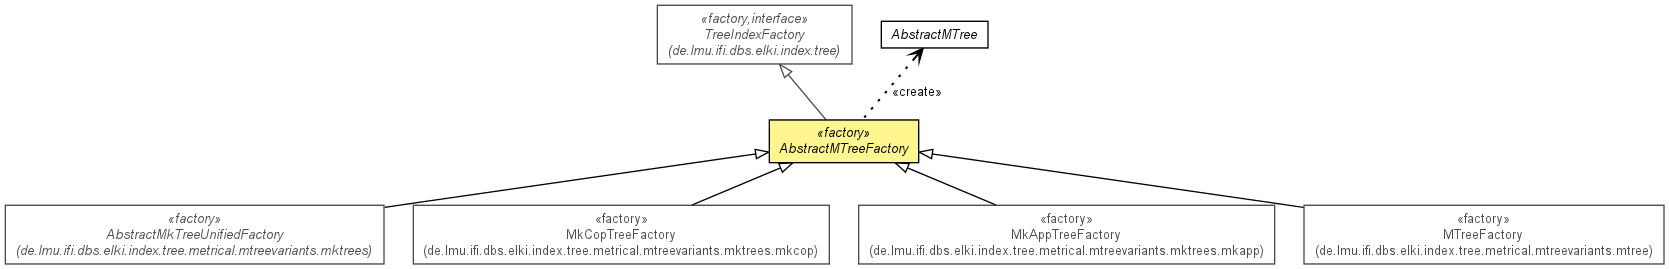 «factory,interface»
TreeIndexFactory
(de.lmu.ifi.dbs.elki.index.tree)
AbstractMTree
«create»
«factory»
AbstractMTreeFactory
«factory»
AbstractMkTreeUnifiedFactory
(de.lmu.ifi.dbs.elki.index.tree.metrical.mtreevariants.mktrees)
«factory»
MkCopTreeFactory
(de.lmu.ifi.dbs.elki.index.tree.metrical.mtreevariants.mktrees.mkcop)
«factory»
MkAppTreeFactory
(de.lmu.ifi.dbs.elki.index.tree.metrical.mtreevariants.mktrees.mkapp)
«factory»
MTreeFactory
(de.lmu.ifi.dbs.elki.index.tree.metrical.mtreevariants.mtree)